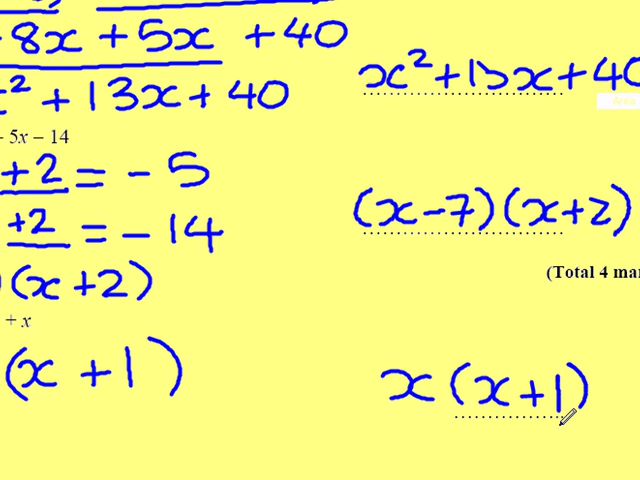 8x + 5x + 40
x² + 13x + 40
x² + 13x + 40
- 5x - 14
+2 = - 5
+2 = - 14
(x - 7)(x + 2)
(x + 2)
(Total 4 mar
+ x
(x + 1)
x(x + 1)